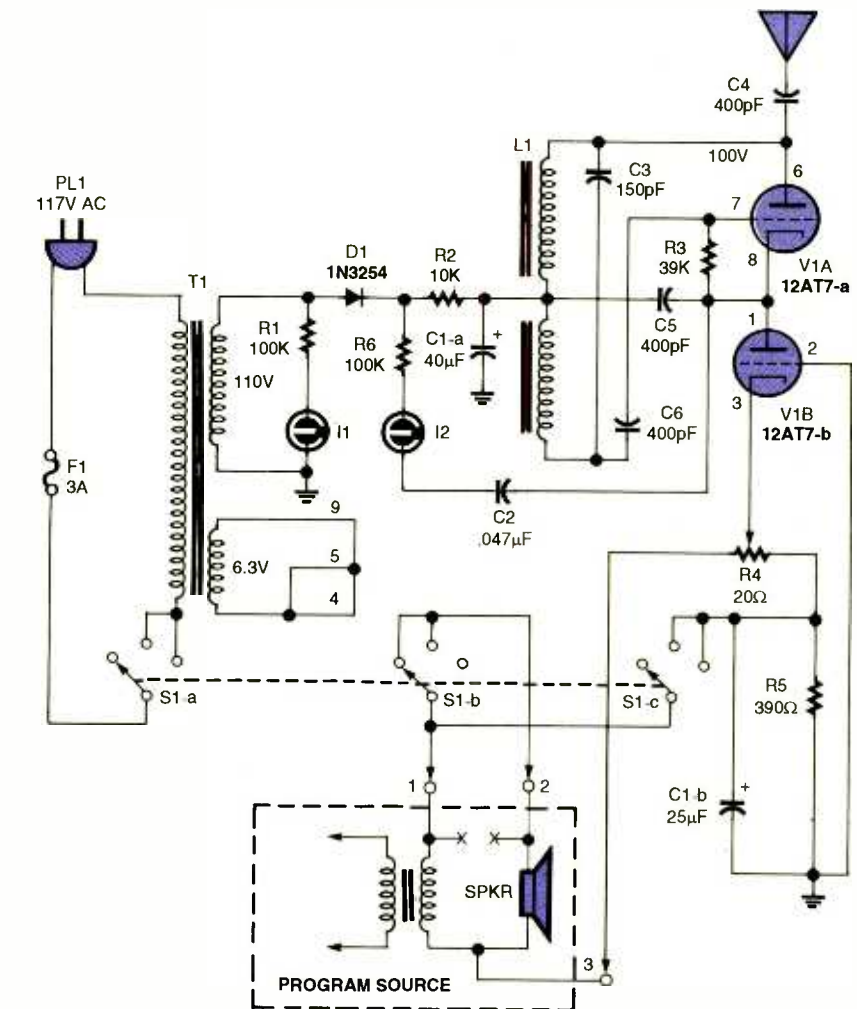 C4
400pF
L1
100V
C3
150pF
6
PL1
117V AC
7
R3
39K
8
V1A
12AT7-a
T1
D1
1N3254
R2
10K
R1
100K
R6
100K
C1-a
40µF
+
C5
400pF
1
2
110V
3
V1B
12AT7-b
I1
I2
C6
400pF
F1
3A
9
C2
.047µF
6.3V
5
4
R4
20Ω
S1-a
S1-b
S1-c
R5
390Ω
1
2
C1-b
25µF
+
X X
SPKR
3
PROGRAM SOURCE